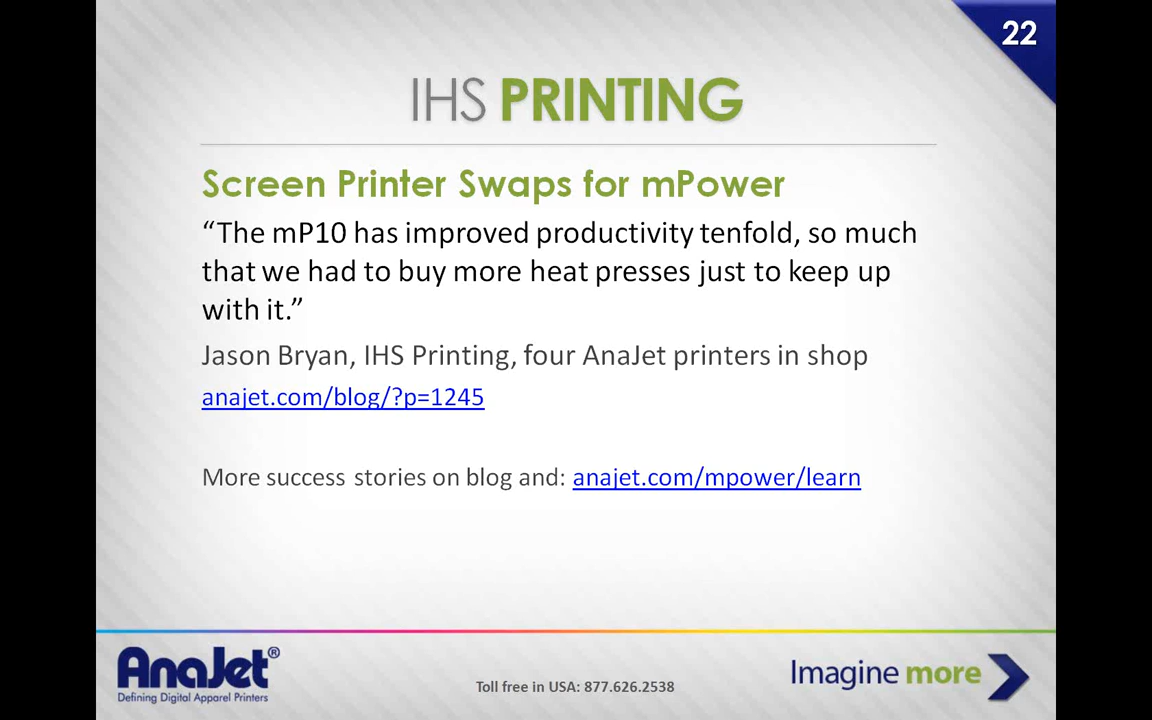 22
IHS PRINTING
Screen Printer Swaps for mPower
“The mP10 has improved productivity tenfold, so much
that we had to buy more heat presses just to keep up
with it.”
Jason Bryan, IHS Printing, four AnaJet printers in shop
anajet.com/blog/?p=1245
More success stories on blog and: anajet.com/mpower/learn
AnaJet®
Defining Digital Apparel Printers
Toll free in USA: 877.626.2538
Imagine more